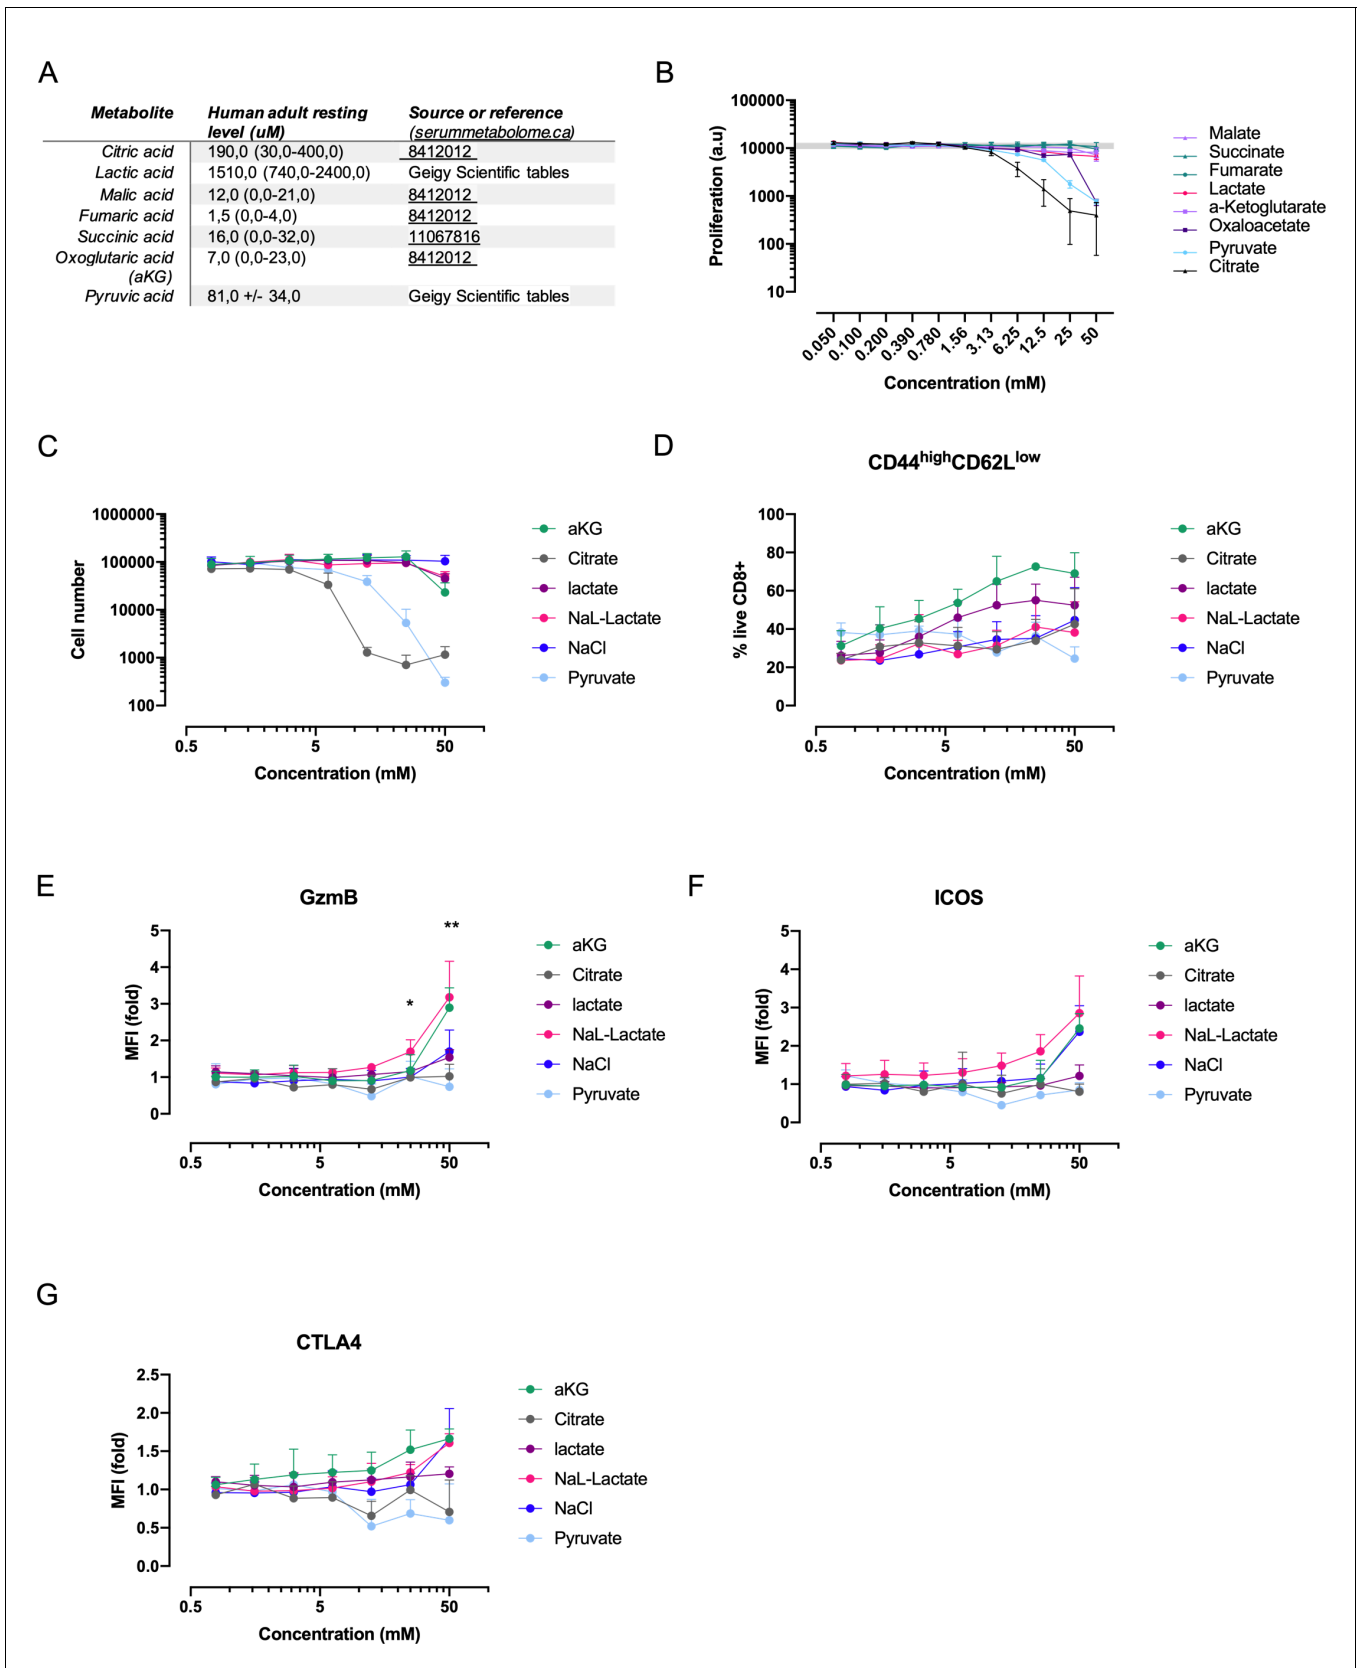 A
Metabolite Human adult resting level (uM) Source or reference (serummetabolome.ca)
Citric acid 190,0 (30,0-400,0) 8412012
Lactic acid 1510,0 (740,0-2400,0) Geigy Scientific tables
Malic acid 12,0 (0,0-21,0) 8412012
Fumaric acid 1,5 (0,0-4,0) 8412012
Succinic acid 16,0 (0,0-32,0) 11067816
Oxoglutaric acid (aKG) 7,0 (0,0-23,0) 8412012
Pyruvic acid 81,0 +/- 34,0 Geigy Scientific tables
B
Proliferation (a.u)
100000
10000
1000
100
10
0.050 0.100 0.200 0.390 0.780 1.56 3.13 6.25 12.5 25 50
Concentration (mM)
Malate
Succinate
Fumarate
Lactate
a-Ketoglutarate
Oxaloacetate
Pyruvate
Citrate
C
Cell number
1000000
100000
10000
1000
100
0.5 5 50
Concentration (mM)
aKG
Citrate
lactate
NaL-Lactate
NaCl
Pyruvate
D
CD44highCD62Llow
% live CD8+
100
80
60
40
20
0
0.5 5 50
Concentration (mM)
aKG
Citrate
lactate
NaL-Lactate
NaCl
Pyruvate
E
GzmB
MFI (fold)
5
4
3
2
1
0
* **
0.5 5 50
Concentration (mM)
aKG
Citrate
lactate
NaL-Lactate
NaCl
Pyruvate
F
ICOS
MFI (fold)
5
4
3
2
1
0
0.5 5 50
Concentration (mM)
aKG
Citrate
lactate
NaL-Lactate
NaCl
Pyruvate
G
CTLA4
MFI (fold)
2.5
2.0
1.5
1.0
0.5
0.0
0.5 5 50
Concentration (mM)
aKG
Citrate
lactate
NaL-Lactate
NaCl
Pyruvate